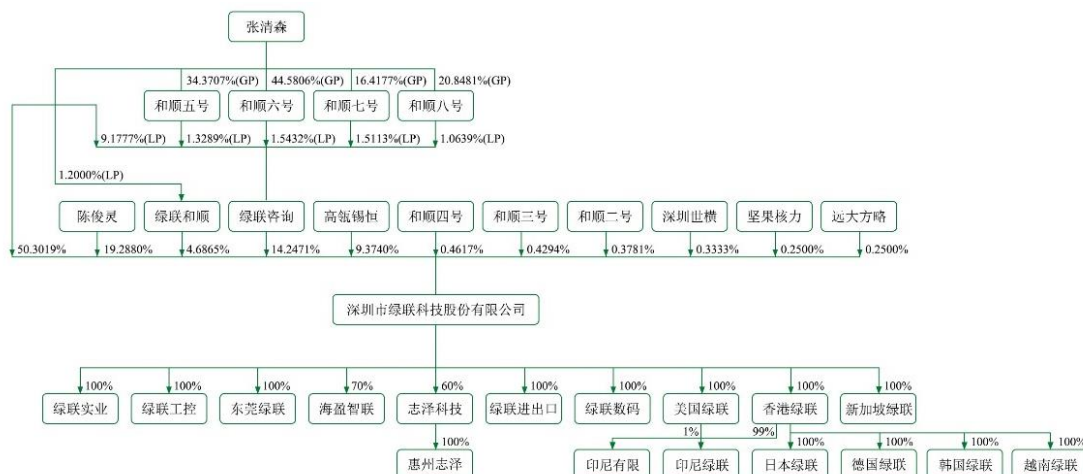 张清森
34.3707%(GP) 44.5806%(GP) 16.4177%(GP) 20.8481%(GP)
和顺五号 和顺六号 和顺七号 和顺八号
9.1777%(LP) 1.3289%(LP) 1.5432%(LP) 1.5113%(LP) 1.0639%(LP)
1.2000%(LP)
陈俊灵 绿联和顺 绿联咨询 高瓴锡恒 和顺四号 和顺三号 和顺二号 深圳世横 坚果核力 远大方略
50.3019% 19.2880% 4.6865% 14.2471% 9.3740% 0.4617% 0.4294% 0.3781% 0.3333% 0.2500% 0.2500%
深圳市绿联科技股份有限公司
100% 100% 100% 70% 60% 100% 100% 100% 100% 100%
绿联实业 绿联工控 东莞绿联 海盈智联 志泽科技 绿联进出口 绿联数码 美国绿联 香港绿联 新加坡绿联
1% 99%
100% 100% 100% 100% 100%
惠州志泽 印尼有限 印尼绿联 日本绿联 德国绿联 韩国绿联 越南绿联